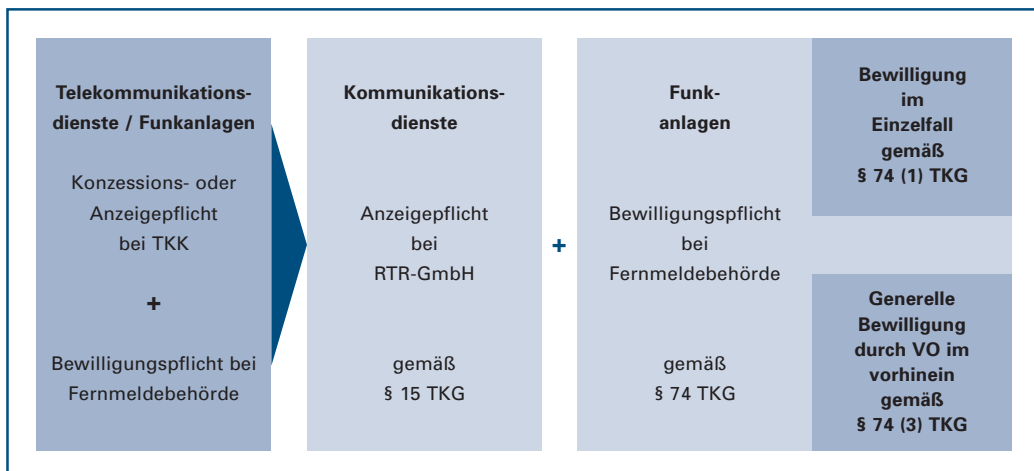 Telekommunikations-
dienste / Funkanlagen
Konzessions- oder
Anzeigepflicht
bei TKK
+
Bewilligungspflicht bei
Fernmeldebehörde
Kommunikations-
dienste
Anzeigepflicht
bei
RTR-GmbH
gemäß
§ 15 TKG
+
Funk-
anlagen
Bewilligungspflicht
bei
Fernmeldebehörde
gemäß
§ 74 TKG
Bewilligung
im
Einzelfall
gemäß
§ 74 (1) TKG
Generelle
Bewilligung
durch VO im
vorhinein
gemäß
§ 74 (3) TKG